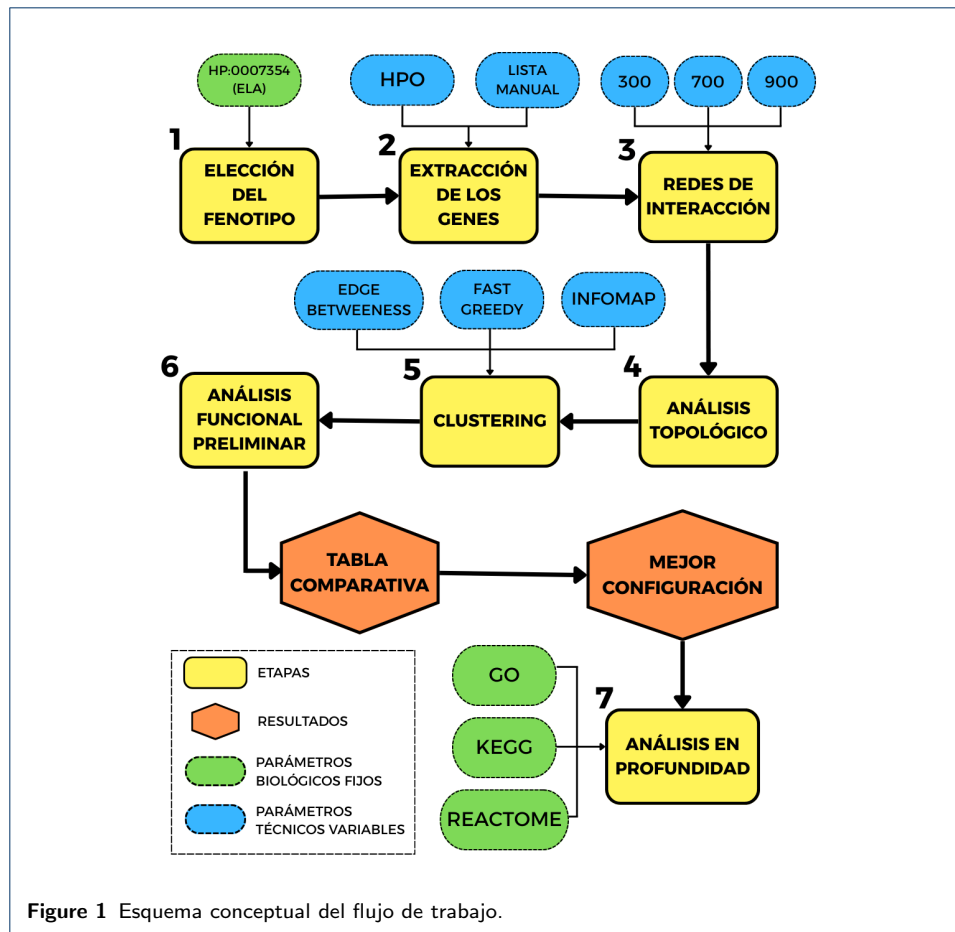 HP:0007354
(ELA)
HPO
LISTA
MANUAL
300
700
900
1
ELECCIÓN
DEL
FENOTIPO
2
EXTRACCIÓN
DE LOS
GENES
3
REDES DE
INTERACCIÓN
EDGE
BETWEENESS
FAST
GREEDY
INFOMAP
6
ANÁLISIS
FUNCIONAL
PRELIMINAR
5
CLUSTERING
4
ANÁLISIS
TOPOLÓGICO
TABLA
COMPARATIVA
MEJOR
CONFIGURACIÓN
ETAPAS
RESULTADOS
PARÁMETROS
BIOLÓGICOS FIJOS
PARÁMETROS
TÉCNICOS VARIABLES
GO
KEGG
REACTOME
7
ANÁLISIS EN
PROFUNDIDAD
Figure 1 Esquema conceptual del flujo de trabajo.